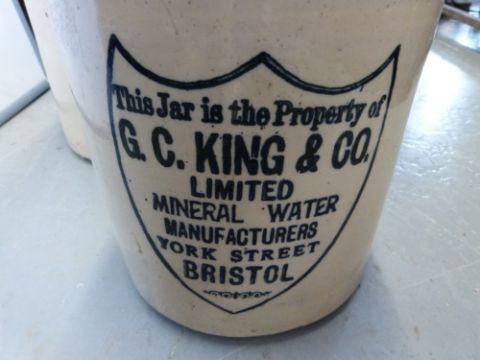 This Jar is the Property of
G. C. KING & CO.
LIMITED
MINERAL WATER
MANUFACTURERS
YORK STREET
BRISTOL